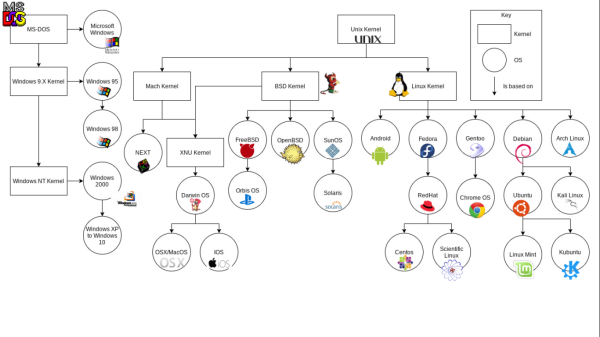 MS
DOS
MS-DOS
Microsoft
Windows
Unix Kernel
UNIX
Key
Kernel
OS
Is based on
Windows 9.X Kernel
Windows 95
Mach Kernel
BSD Kernel
Linux Kernel
Windows 98
NEXT
XNU Kernel
FreeBSD
OpenBSD
SunOS
Android
Fedora
Gentoo
Debian
Arch Linux
Windows NT Kernel
Windows
2000
Darwin OS
Orbis OS
Solaris
solaris
RedHat
Chrome OS
Ubuntu
Kali Linux
Windows XP
to Windows
10
OSX/MacOS
OS X
IOS
iOS
Centos
Scientific
Linux
Linux Mint
Kubuntu